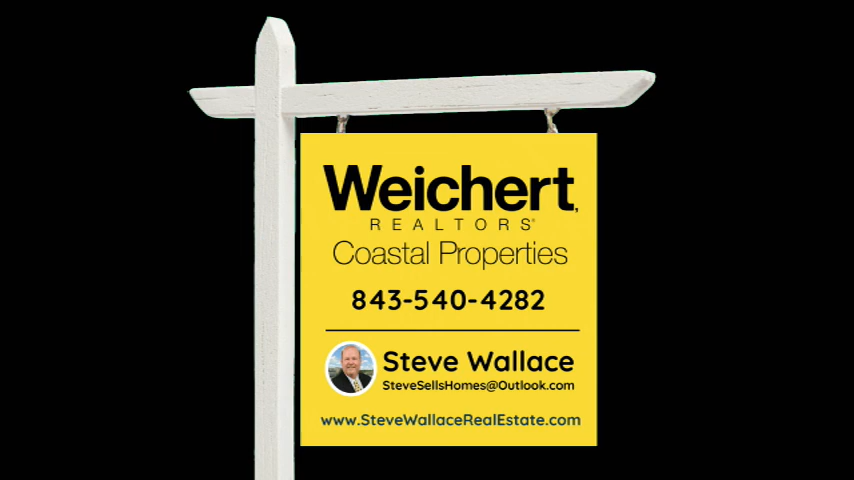 Weichert,
REALTORS®
Coastal Properties
843-540-4282
Steve Wallace
SteveSellsHomes@Outlook.com
www.SteveWallaceRealEstate.com